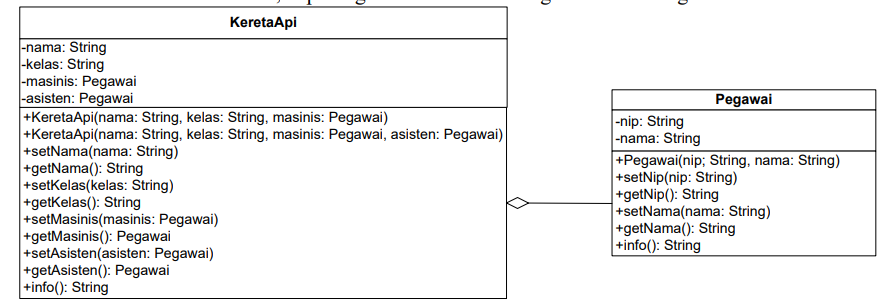 KeretaApi
-nama: String
-kelas: String
-masinis: Pegawai
-asisten: Pegawai
+KeretaApi(nama: String, kelas: String, masinis: Pegawai)
+KeretaApi(nama: String, kelas: String, masinis: Pegawai, asisten: Pegawai)
+setNama(nama: String)
+getNama(): String
+setKelas(kelas: String)
+getKelas(): String
+setMasinis(masinis: Pegawai)
+getMasinis(): Pegawai
+setAsisten(asisten: Pegawai)
+getAsisten(): Pegawai
+info(): String
Pegawai
-nip: String
-nama: String
+Pegawai(nip; String, nama: String)
+setNip(nip: String)
+getNip(): String
+setNama(nama: String)
+getNama(): String
+info(): String